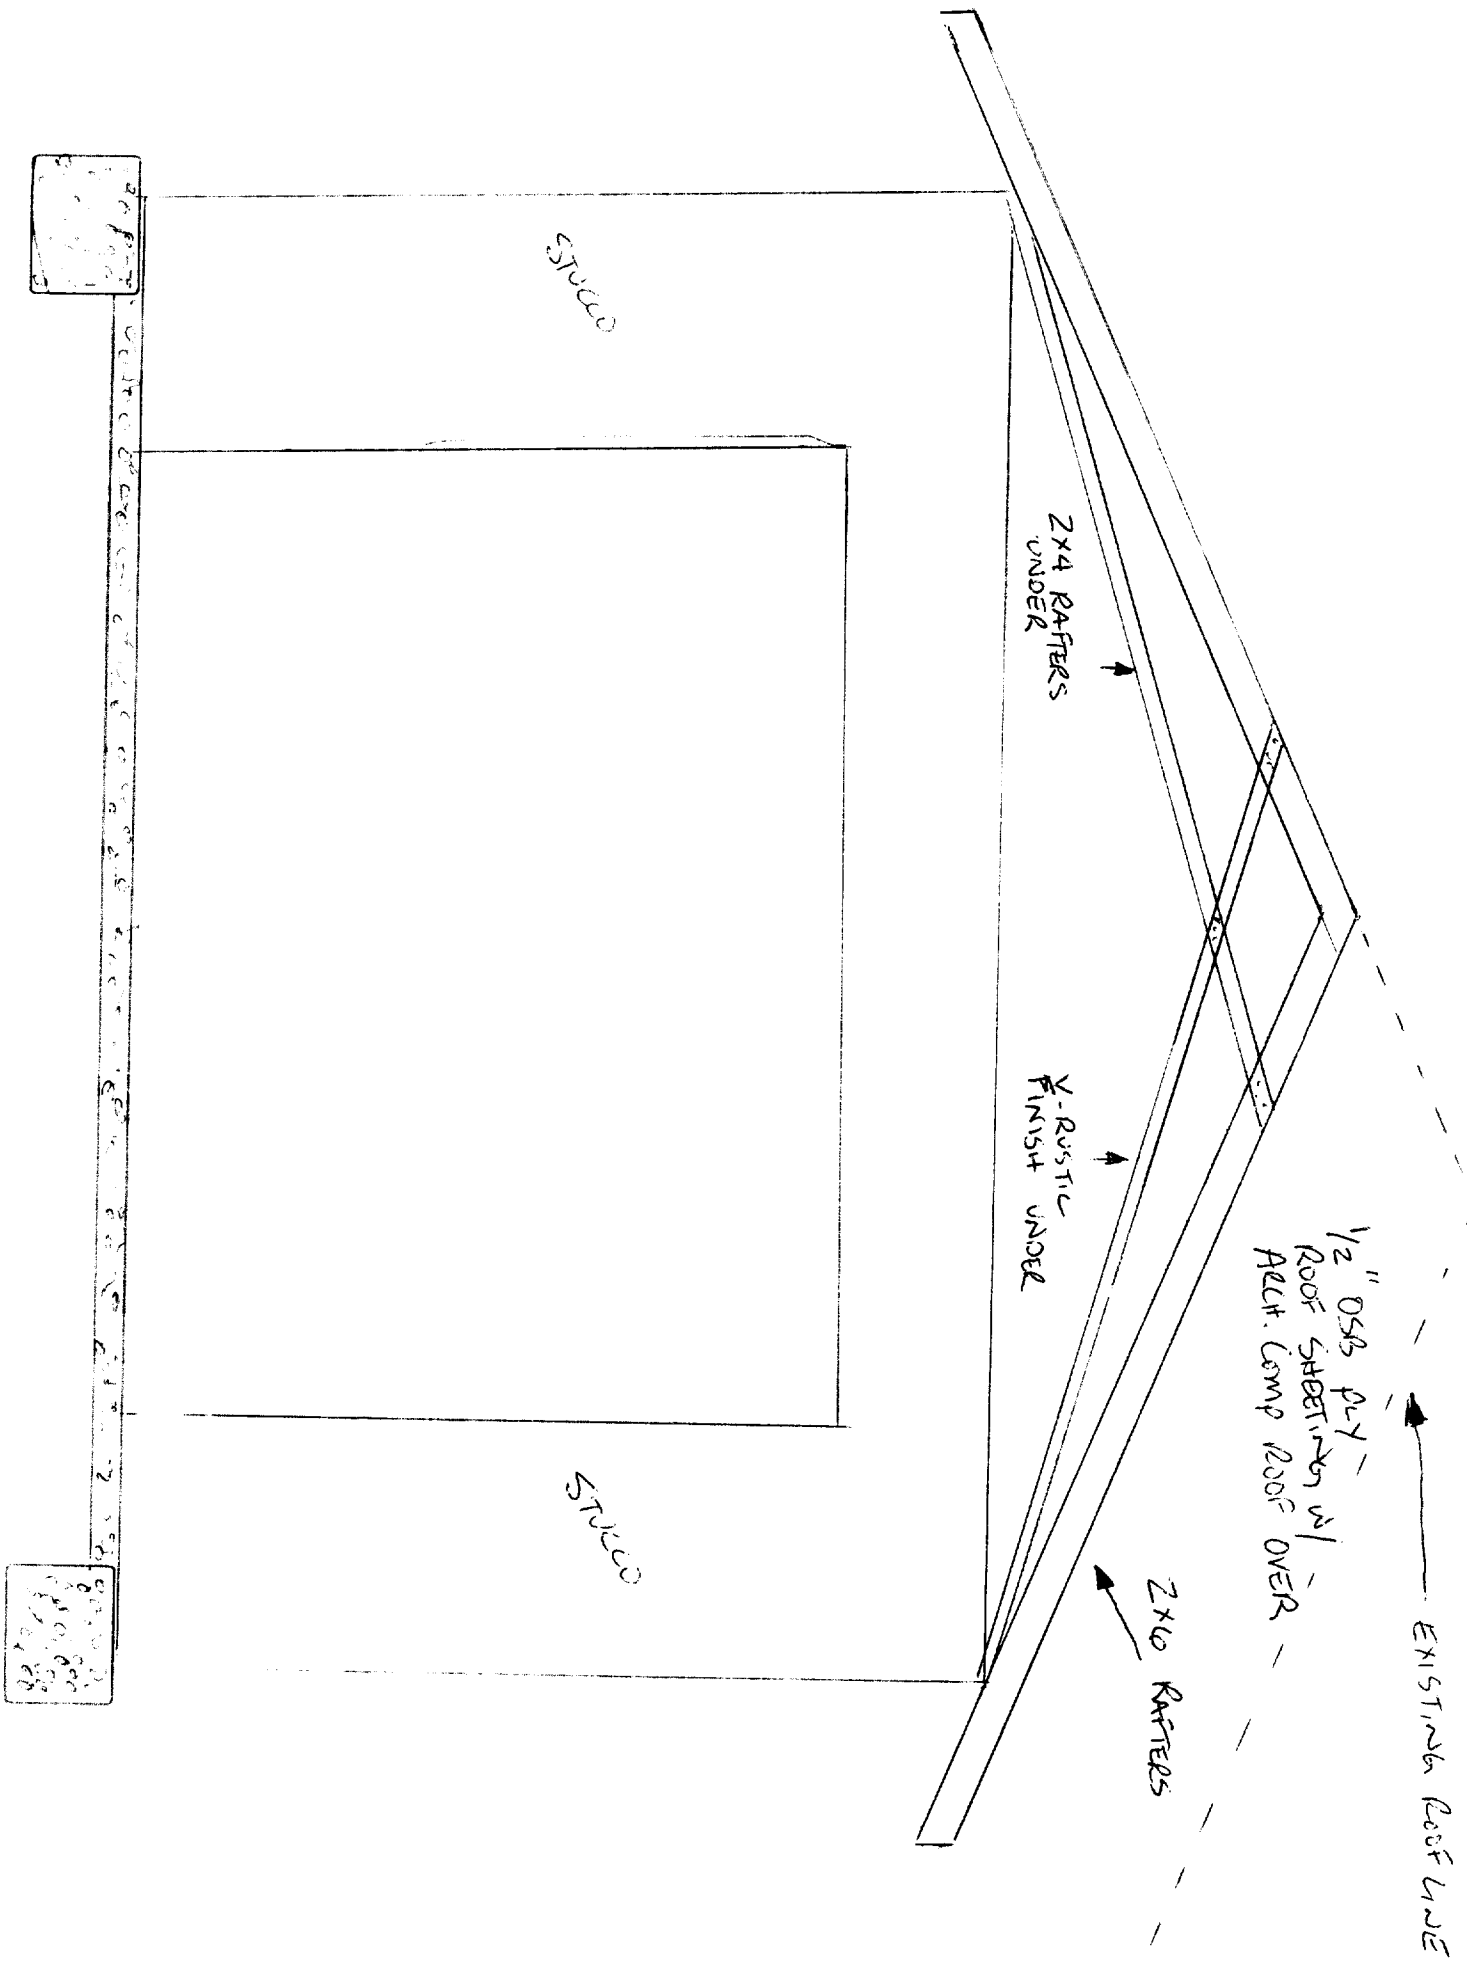 EXISTING ROOF LINE
1/2" OSB PLY
ROOF SHEETING W/
ARCH. COMP ROOF OVER
2X6 RAFTERS
2X4 RAFTERS
UNDER
V-RUSTIC
FINISH UNDER
STUCCO
STUCCO